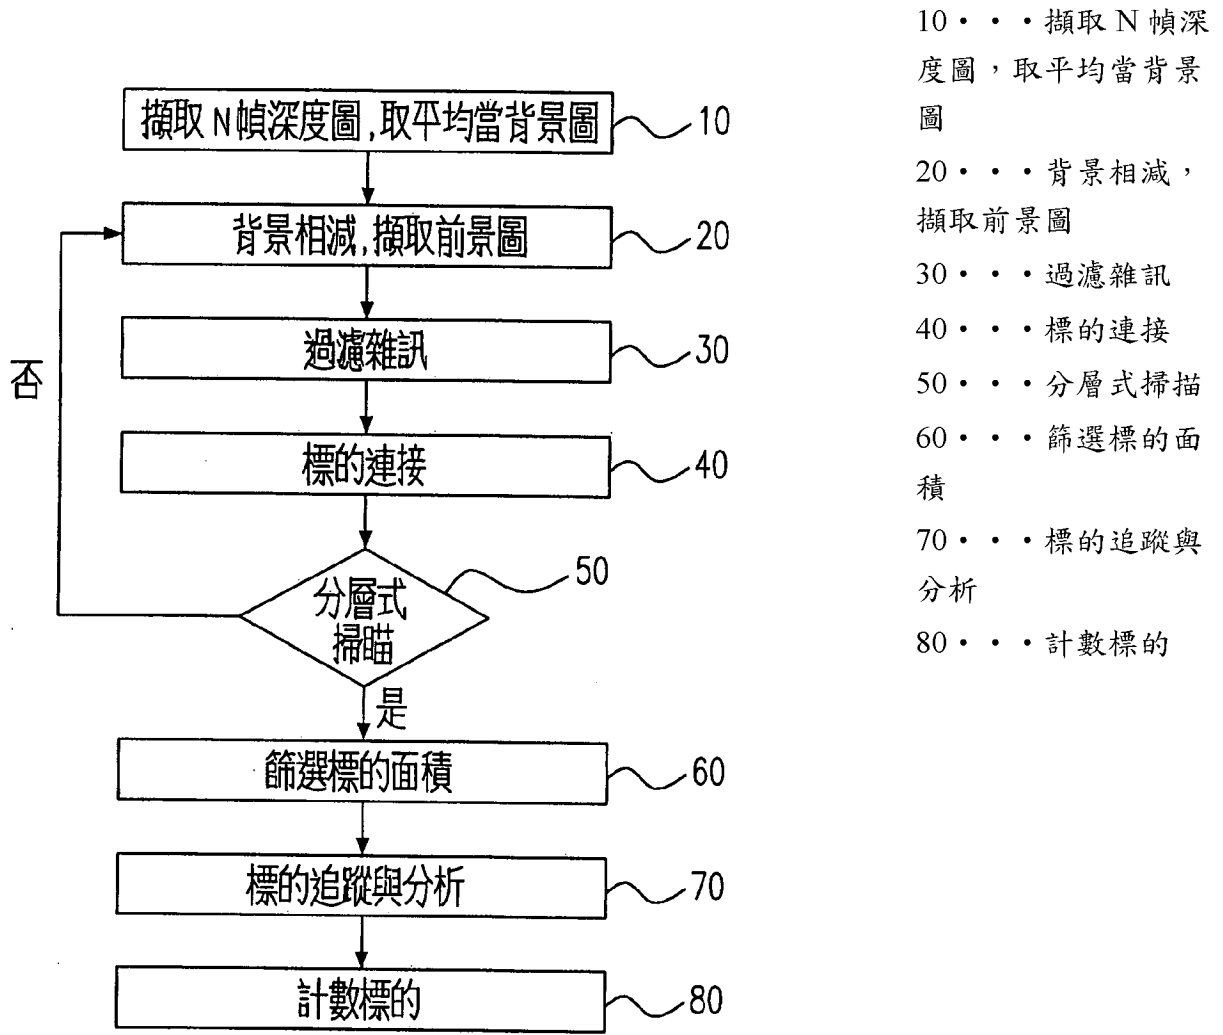 擷取 N 幀深度圖,取平均當背景圖
10
背景相減,擷取前景圖
20
過濾雜訊
30
否
標的連接
40
分層式
掃瞄
50
是
篩選標的面積
60
標的追蹤與分析
70
計數標的
80
10・・・擷取 N 幀深
度圖，取平均當背景
圖
20・・・背景相減，
擷取前景圖
30・・・過濾雜訊
40・・・標的連接
50・・・分層式掃描
60・・・篩選標的面
積
70・・・標的追蹤與
分析
80・・・計數標的